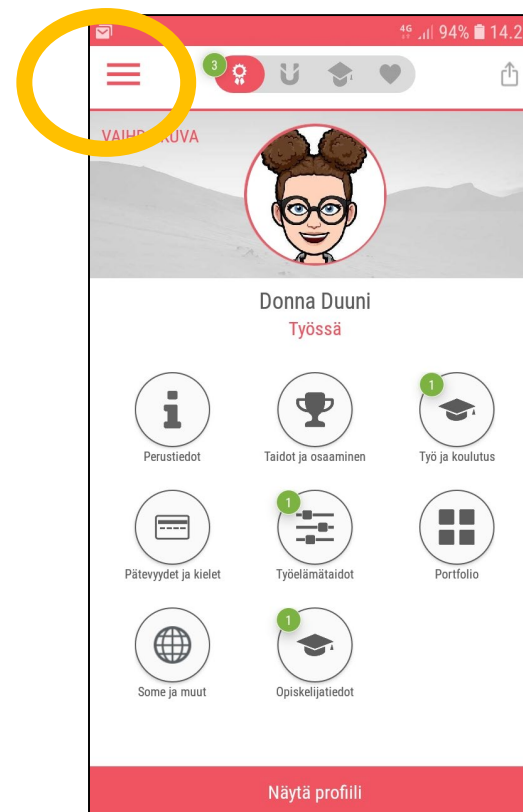 4G 94% 14.2
3
VAIHDA KUVA
Donna Duuni
Työssä
1
Perustiedot
Taidot ja osaaminen
Työ ja koulutus
1
Pätevyydet ja kielet
Työelämätaidot
Portfolio
1
Some ja muut
Opiskelijatiedot
Näytä profiili